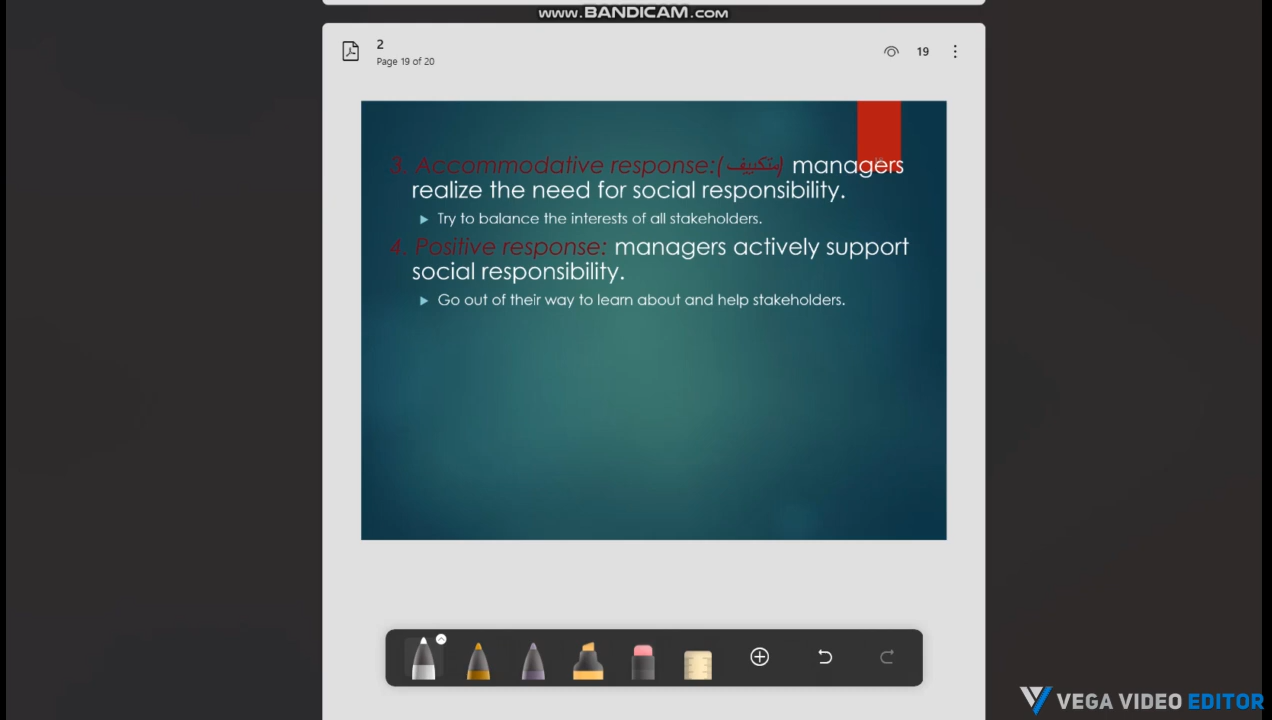 www.BANDICAM.com
2
Page 19 of 20
19
3. Accommodative response:(متكييف) managers
realize the need for social responsibility.
Try to balance the interests of all stakeholders.
4. Positive response: managers actively support
social responsibility.
Go out of their way to learn about and help stakeholders.
VEGA VIDEO EDITOR